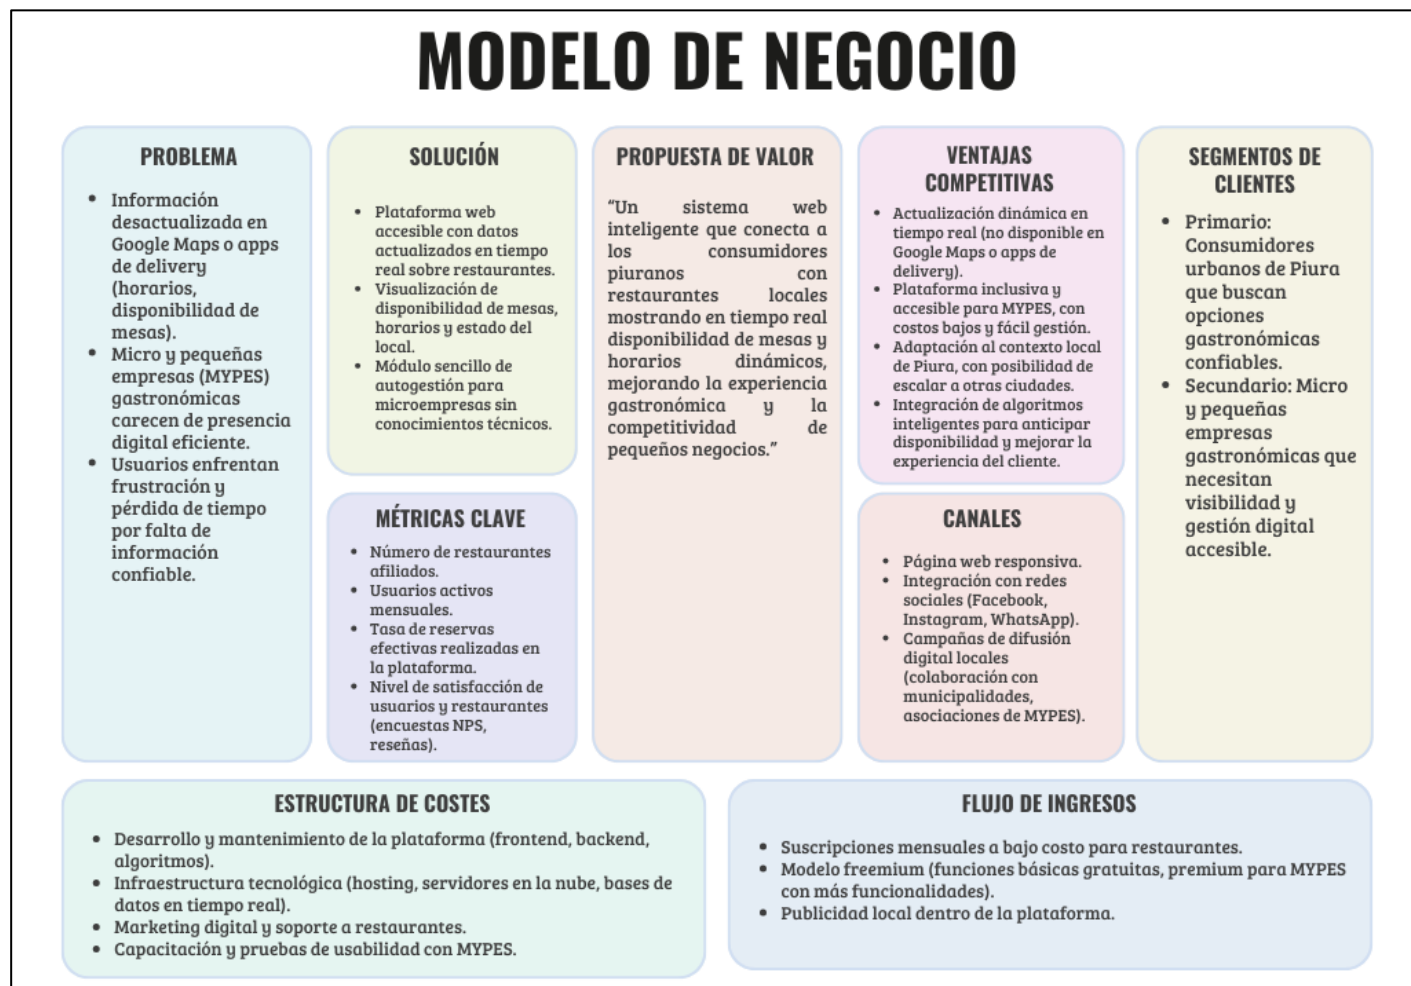 MODELO DE NEGOCIO
PROBLEMA
• Información
desactualizada en
Google Maps o apps
de delivery
(horarios,
disponibilidad de
mesas).
• Micro y pequeñas
empresas (MYPES)
gastronómicas
carecen de presencia
digital eficiente.
• Usuarios enfrentan
frustración y
pérdida de tiempo
por falta de
información
confiable.
SOLUCIÓN
• Plataforma web
accesible con datos
actualizados en tiempo
real sobre restaurantes.
• Visualización de
disponibilidad de mesas,
horarios y estado del
local.
• Módulo sencillo de
autogestión para
microempresas sin
conocimientos técnicos.
MÉTRICAS CLAVE
• Número de restaurantes
afiliados.
• Usuarios activos
mensuales.
• Tasa de reservas
efectivas realizadas en
la plataforma.
• Nivel de satisfacción de
usuarios y restaurantes
(encuestas NPS,
reseñas).
PROPUESTA DE VALOR
“Un sistema web
inteligente que conecta a
los consumidores
piuranos con
restaurantes locales
mostrando en tiempo real
disponibilidad de mesas y
horarios dinámicos,
mejorando la experiencia
gastronómica y la
competitividad de
pequeños negocios.”
VENTAJAS
COMPETITIVAS
• Actualización dinámica en
tiempo real (no disponible en
Google Maps o apps de
delivery).
• Plataforma inclusiva y
accesible para MYPES, con
costos bajos y fácil gestión.
• Adaptación al contexto local
de Piura, con posibilidad de
escalar a otras ciudades.
• Integración de algoritmos
inteligentes para anticipar
disponibilidad y mejorar la
experiencia del cliente.
CANALES
• Página web responsiva.
• Integración con redes
sociales (Facebook,
Instagram, WhatsApp).
• Campañas de difusión
digital locales
(colaboración con
municipalidades,
asociaciones de MYPES).
SEGMENTOS DE
CLIENTES
• Primario:
Consumidores
urbanos de Piura
que buscan
opciones
gastronómicas
confiables.
• Secundario: Micro
y pequeñas
empresas
gastronómicas que
necesitan
visibilidad y
gestión digital
accesible.
ESTRUCTURA DE COSTES
• Desarrollo y mantenimiento de la plataforma (frontend, backend,
algoritmos).
• Infraestructura tecnológica (hosting, servidores en la nube, bases de
datos en tiempo real).
• Marketing digital y soporte a restaurantes.
• Capacitación y pruebas de usabilidad con MYPES.
FLUJO DE INGRESOS
• Suscripciones mensuales a bajo costo para restaurantes.
• Modelo freemium (funciones básicas gratuitas, premium para MYPES
con más funcionalidades).
• Publicidad local dentro de la plataforma.